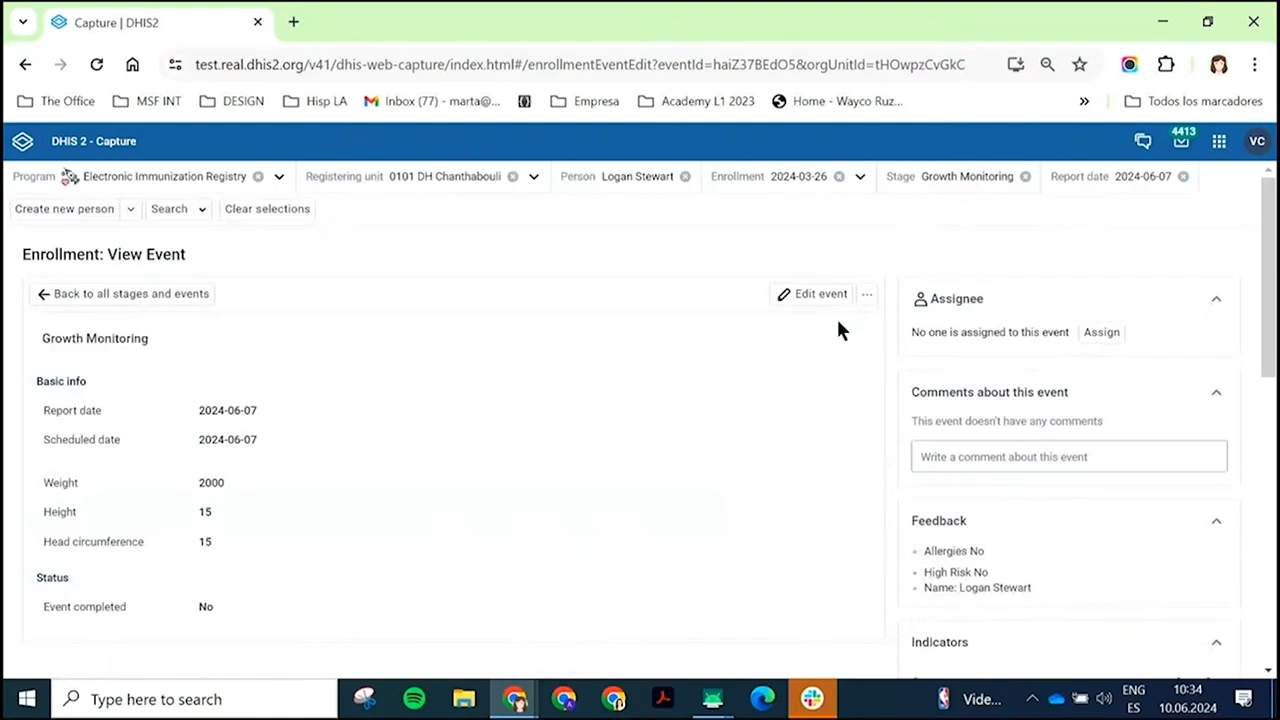 Capture | DHIS2
test.real.dhis2.org/v41/dhis-web-capture/index.html#/enrollmentEventEdit?eventId=haiZ37BEdO5&orgUnitId=tHOwpzCvGkC
The Office MSF INT DESIGN Hisp LA Inbox (77) - marta@... Empresa Academy L1 2023 Home - Wayco Ruz... » Todos los marcadores
DHIS 2 - Capture 4413 VC
Program Electronic Immunization Registry Registering unit 0101 DH Chanthabouli Person Logan Stewart Enrollment 2024-03-26 Stage Growth Monitoring Report date 2024-06-07
Create new person Search Clear selections
Enrollment: View Event
Back to all stages and events Edit event ...
Growth Monitoring
Basic info
Report date 2024-06-07
Scheduled date 2024-06-07
Weight 2000
Height 15
Head circumference 15
Status
Event completed No
Assignee
No one is assigned to this event Assign
Comments about this event
This event doesn't have any comments
Write a comment about this event
Feedback
Allergies No
High Risk No
Name: Logan Stewart
Indicators
Type here to search Vide... ENG 10:34
ES 10.06.2024